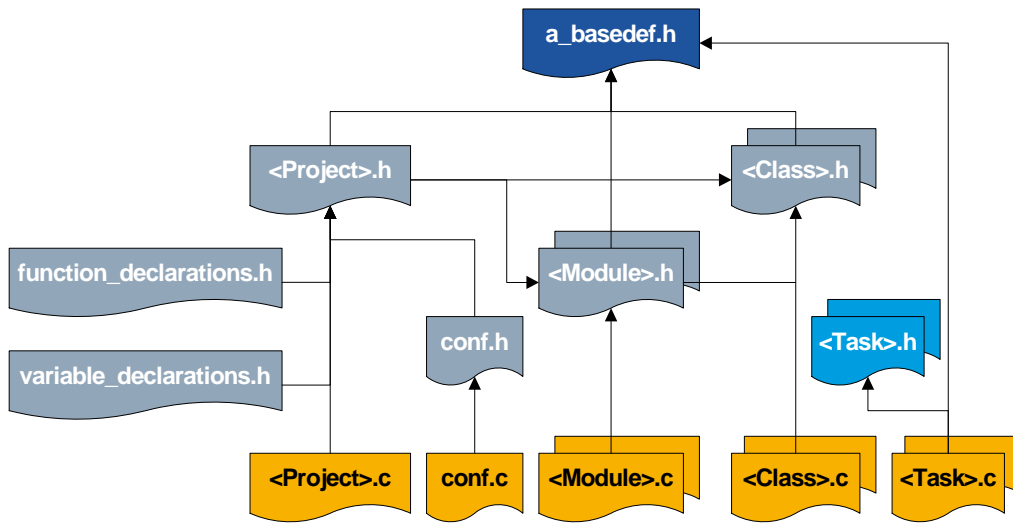 a_basedef.h
<Project>.h
<Class>.h
function_declarations.h
<Module>.h
conf.h
<Task>.h
variable_declarations.h
<Project>.c
conf.c
<Module>.c
<Class>.c
<Task>.c